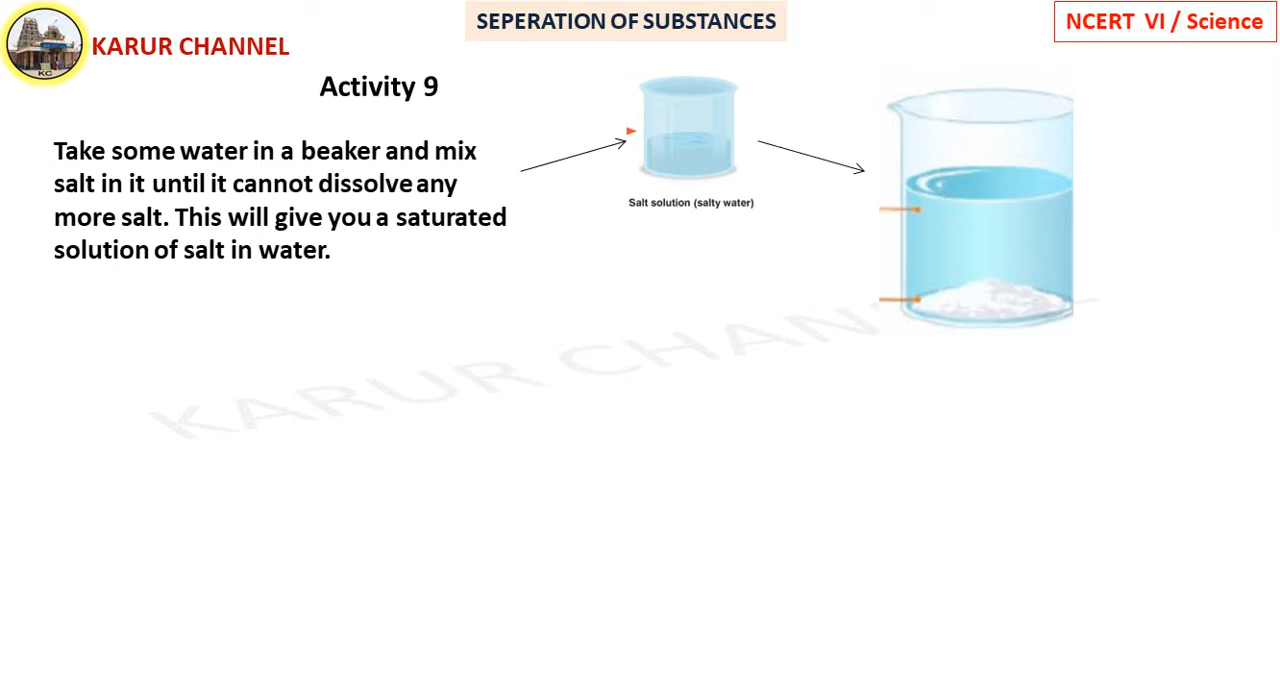 SEPERATION OF SUBSTANCES
NCERT VI / Science
KARUR CHANNEL
KC
Activity 9
Take some water in a beaker and mix
salt in it until it cannot dissolve any
more salt. This will give you a saturated
solution of salt in water.
Salt solution (salty water)
KARUR CHANNEL